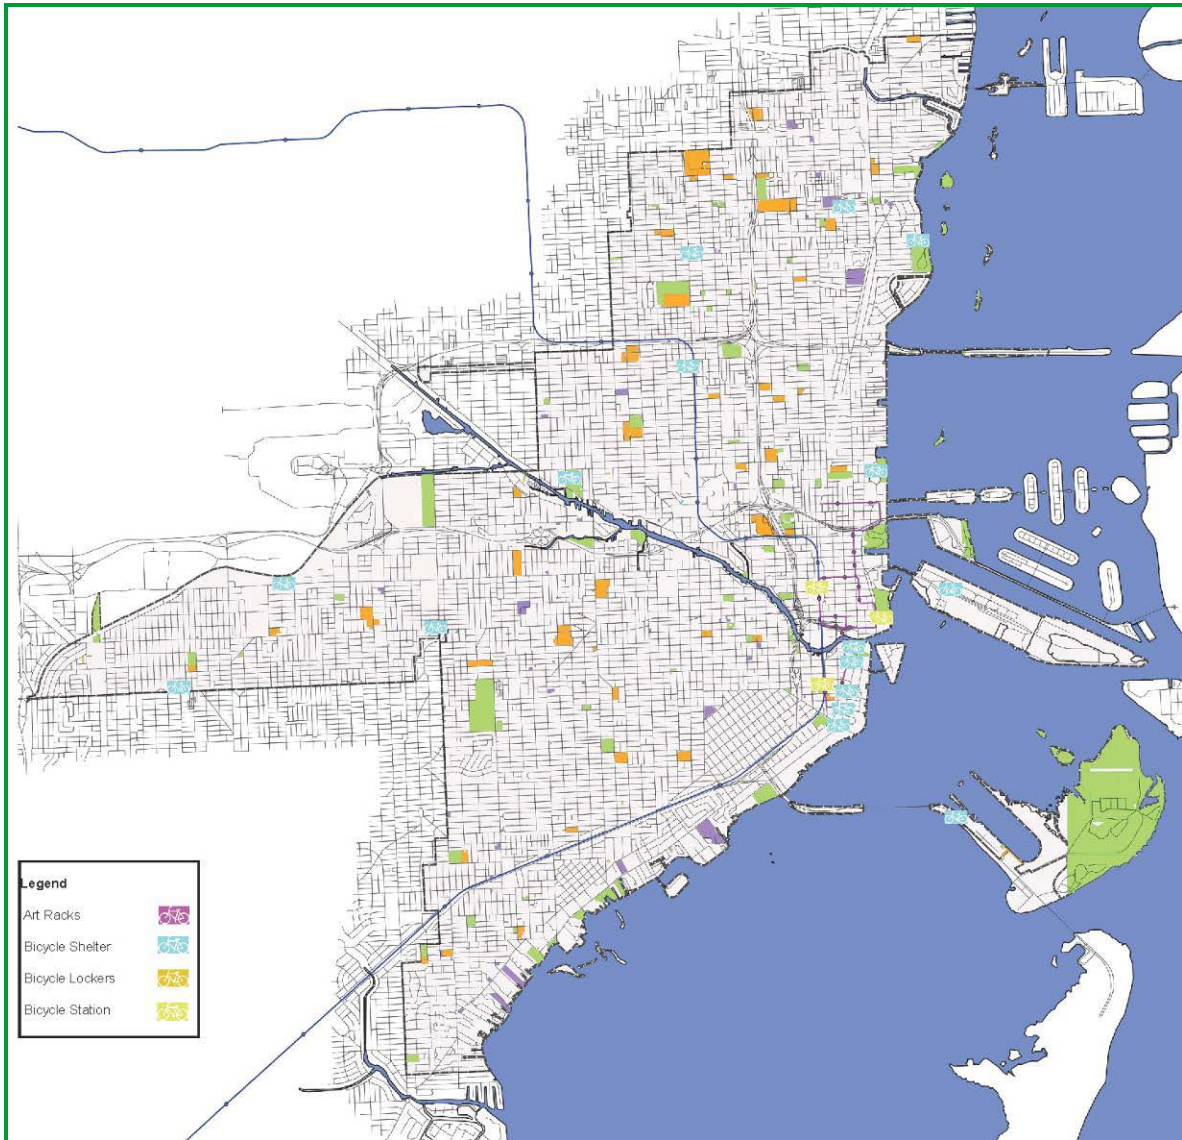 Legend
Art Racks
Bicycle Shelter
Bicycle Lockers
Bicycle Station